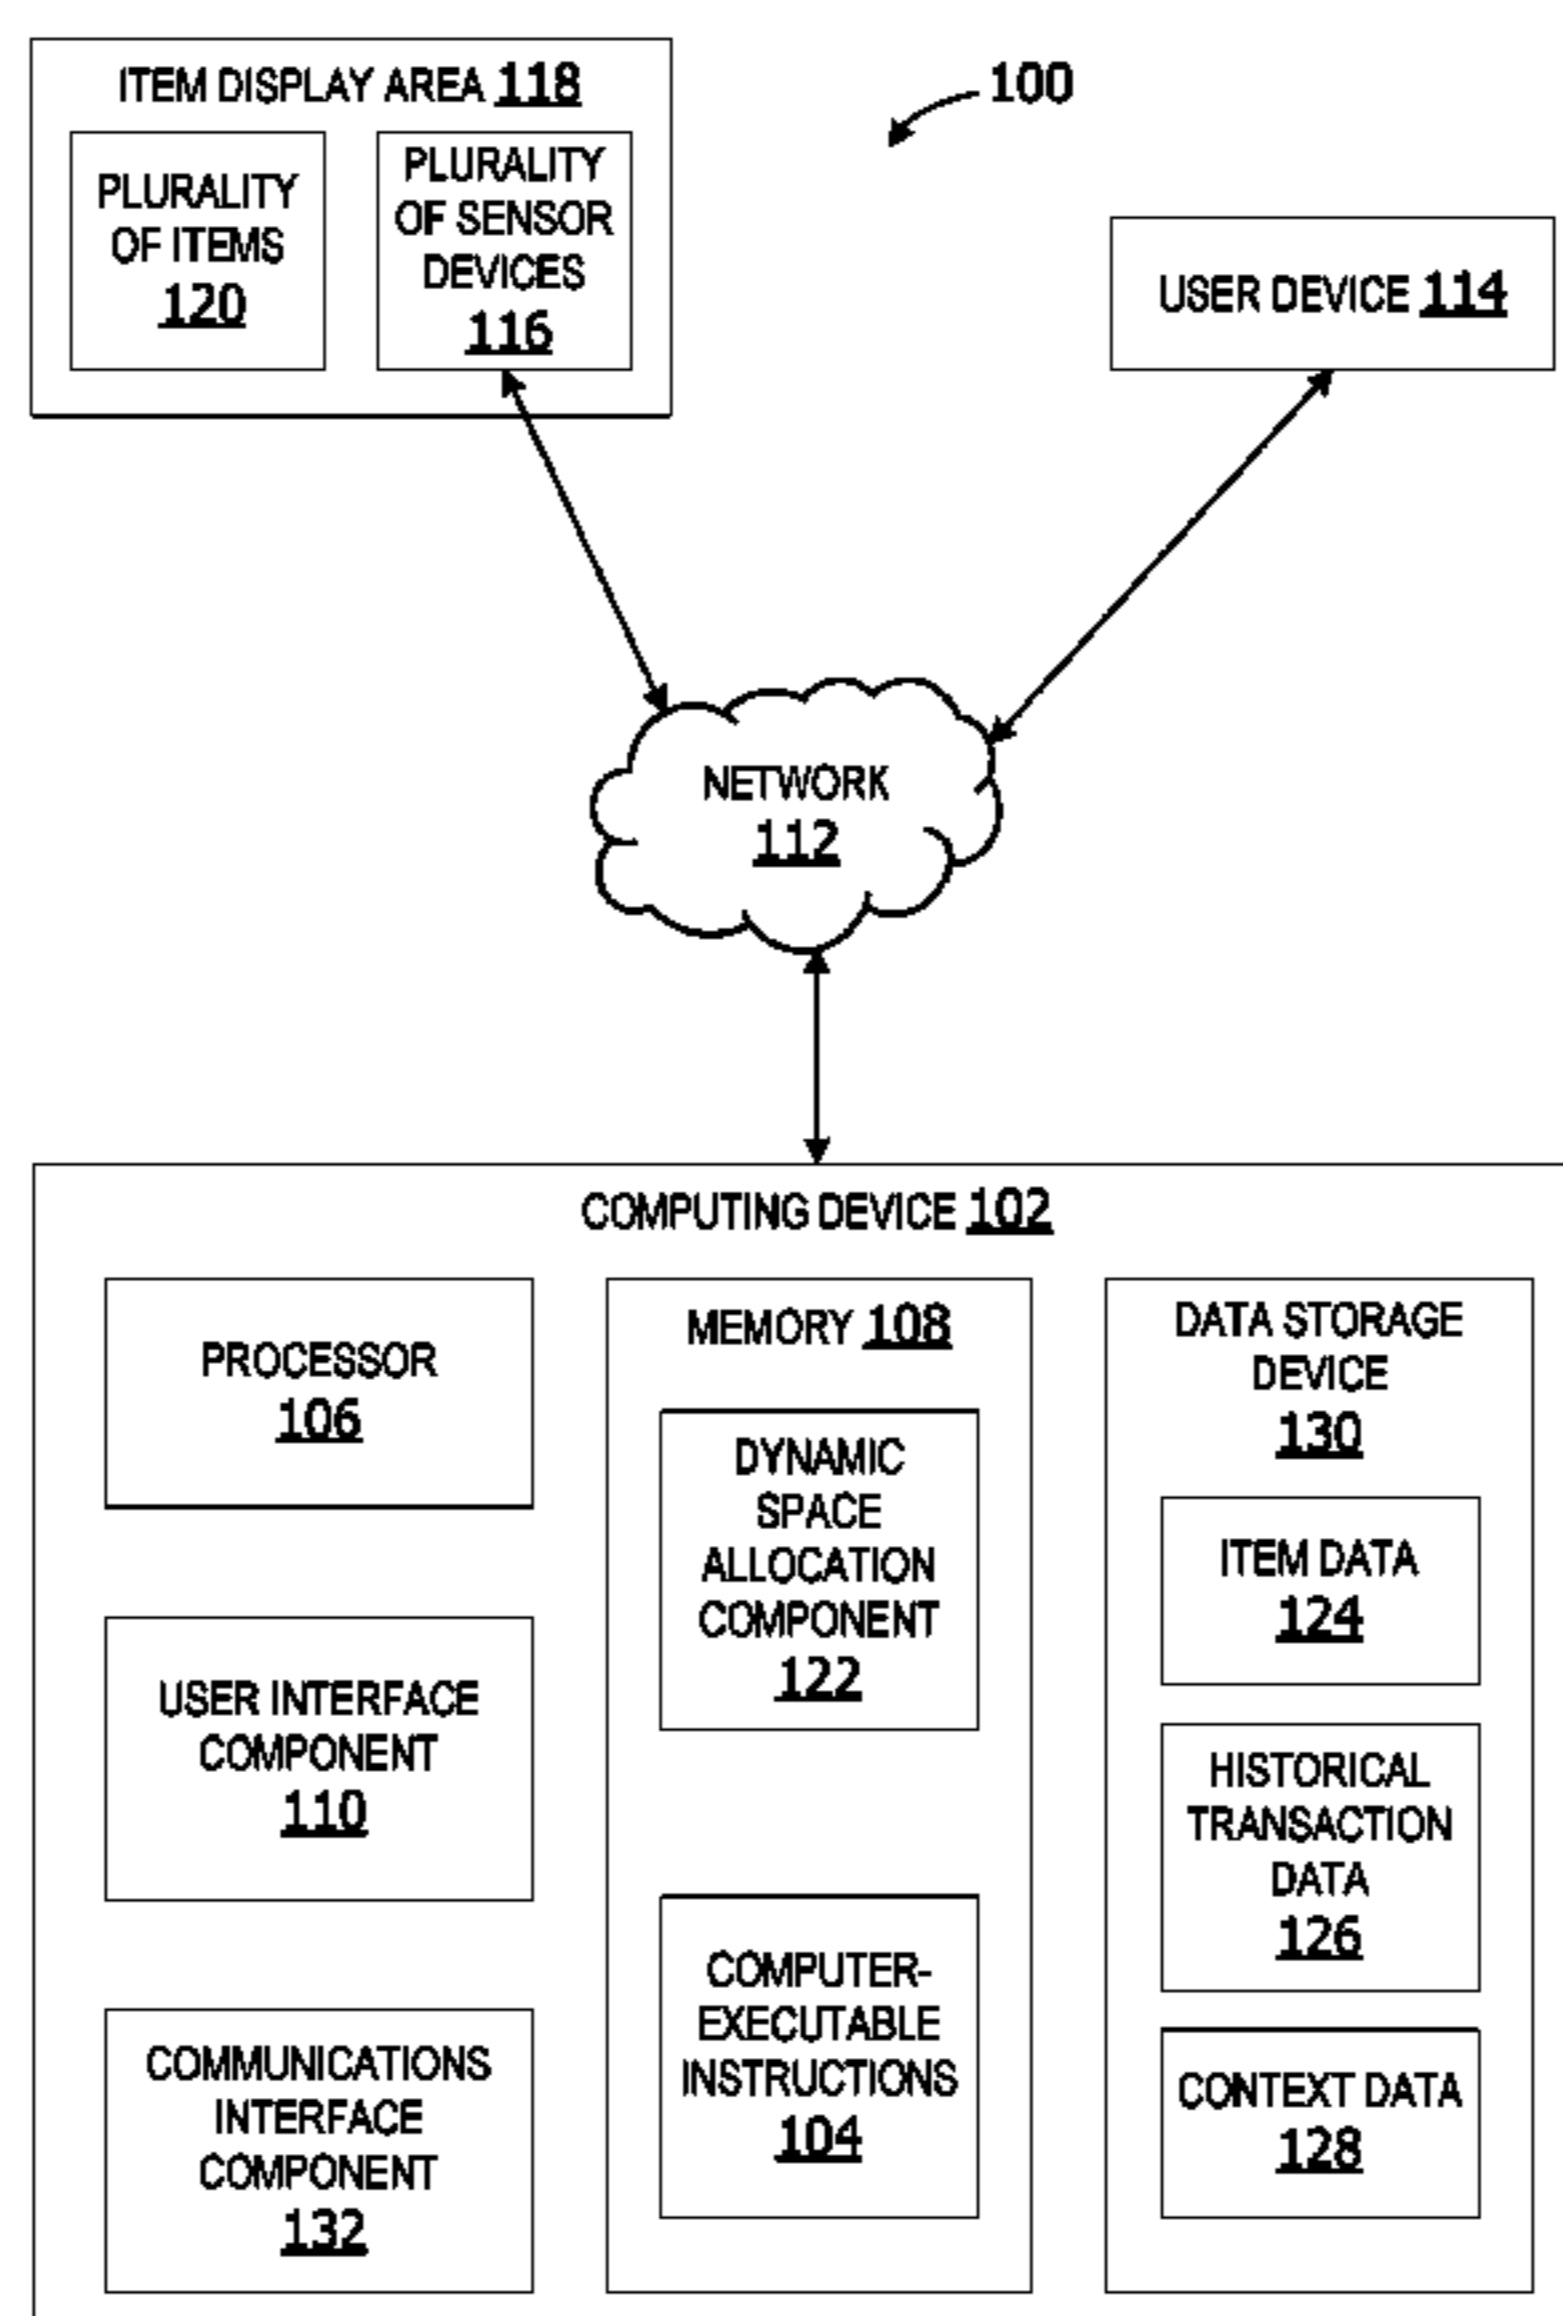 ITEM DISPLAY AREA 118
100
PLURALITY
OF ITEMS
120
PLURALITY
OF SENSOR
DEVICES
116
USER DEVICE 114
NETWORK
112
COMPUTING DEVICE 102
PROCESSOR
106
USER INTERFACE
COMPONENT
110
COMMUNICATIONS
INTERFACE
COMPONENT
132
MEMORY 108
DYNAMIC
SPACE
ALLOCATION
COMPONENT
122
COMPUTER-
EXECUTABLE
INSTRUCTIONS
104
DATA STORAGE
DEVICE
130
ITEM DATA
124
HISTORICAL
TRANSACTION
DATA
126
CONTEXT DATA
128